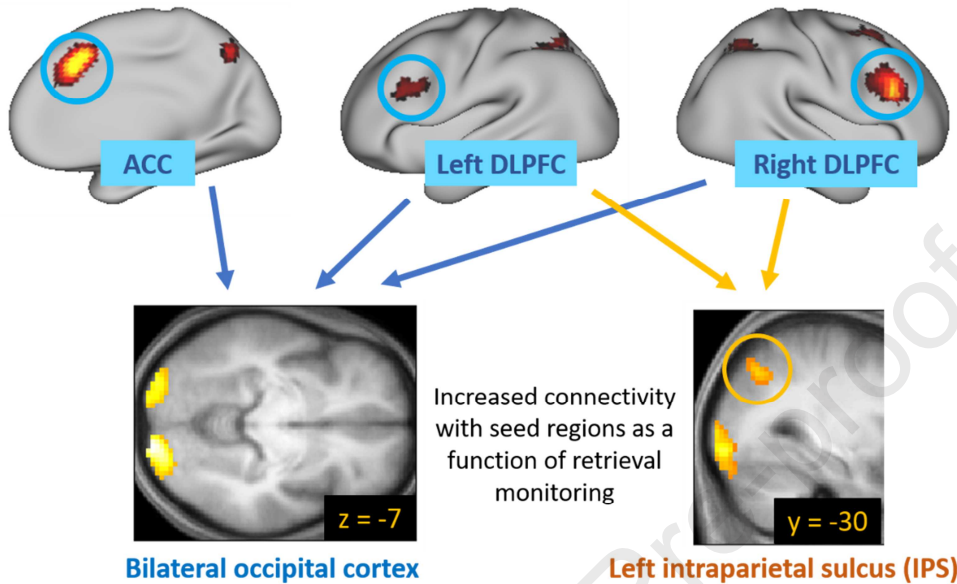 ACC
Left DLPFC
Right DLPFC
Increased connectivity
with seed regions as a
function of retrieval
monitoring
z = -7
y = -30
Bilateral occipital cortex
Left intraparietal sulcus (IPS)